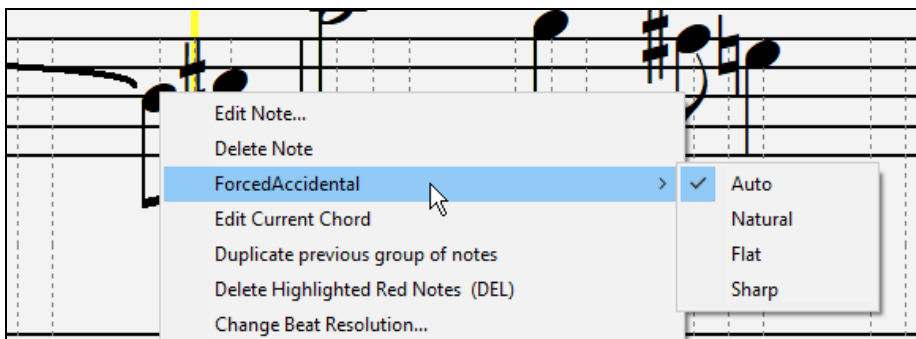 Edit Note...
Delete Note
ForcedAccidental
Edit Current Chord
Duplicate previous group of notes
Delete Highlighted Red Notes (DEL)
Change Beat Resolution...
Auto
Natural
Flat
Sharp